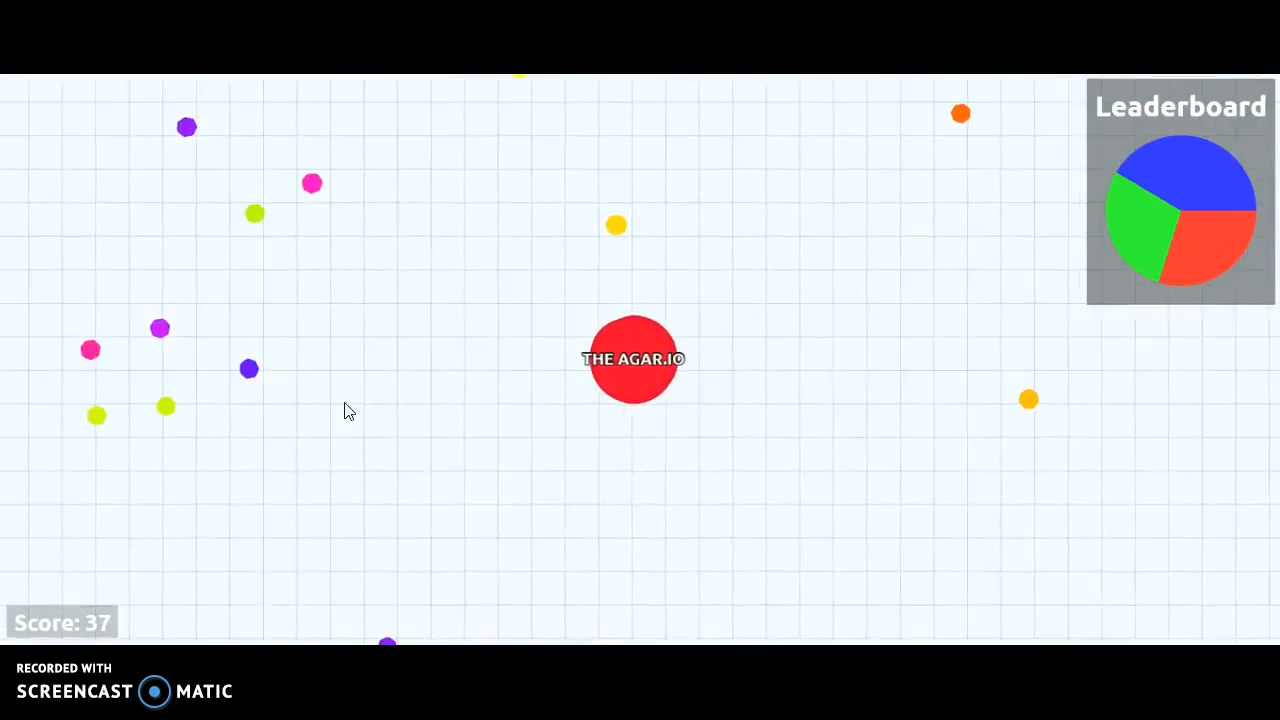 Leaderboard
THE AGAR.IO
Score: 37
RECORDED WITH
SCREENCAST MATIC